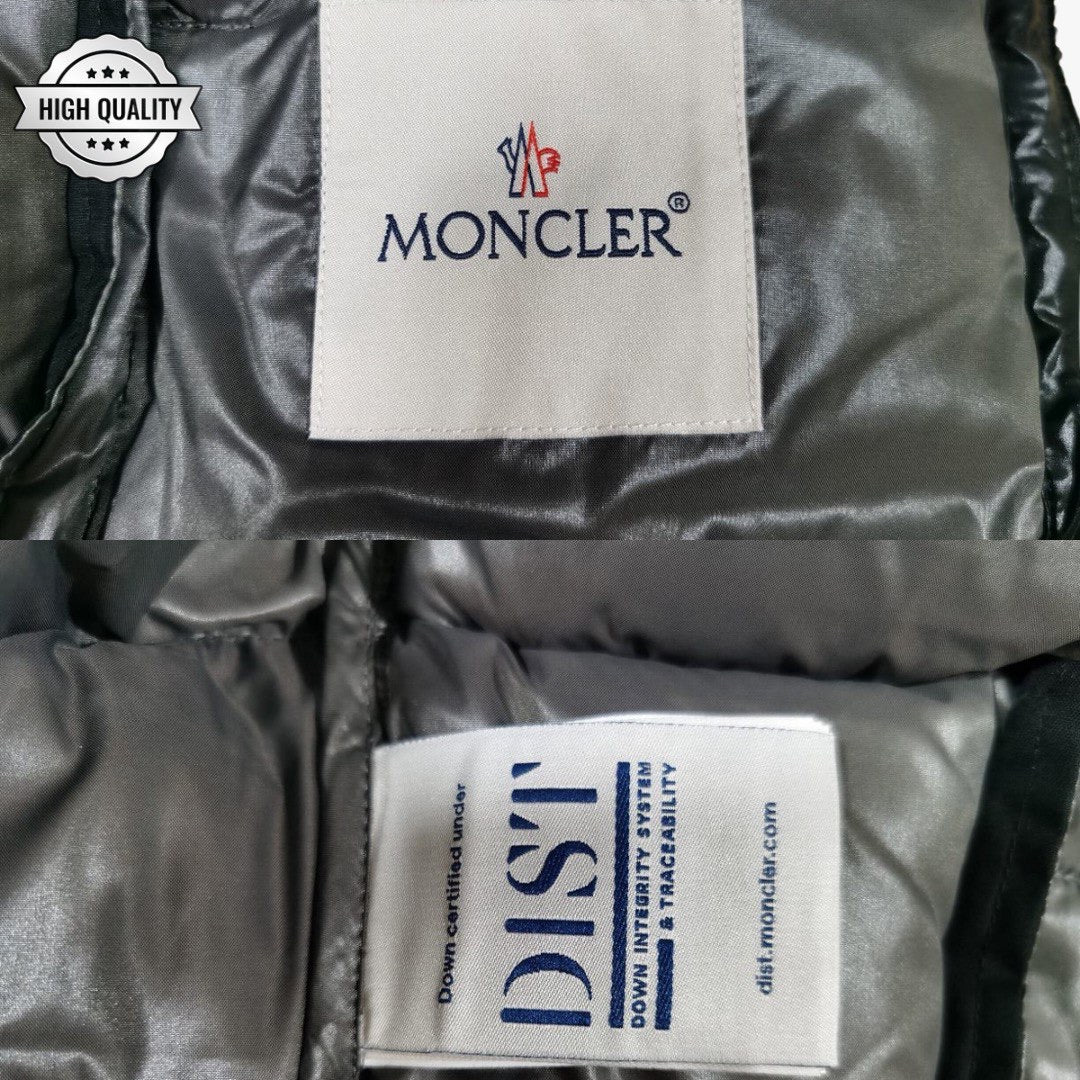 HIGH QUALITY
MONCLER®
Down certified under
DIST
DOWN INTEGRITY SYSTEM
& TRACEABILITY
dist.moncler.com